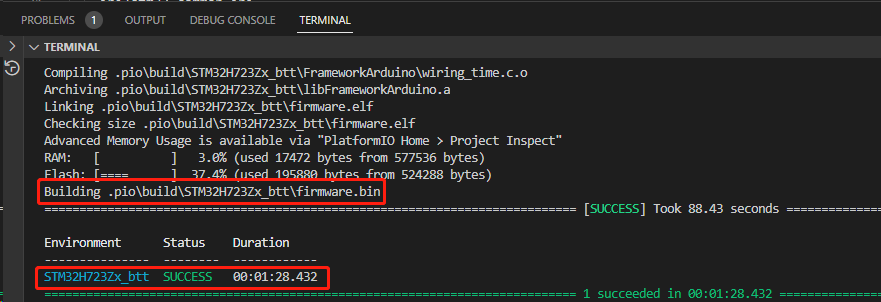 PROBLEMS 1 OUTPUT DEBUG CONSOLE TERMINAL
TERMINAL
Compiling .pio\build\STM32H723Zx_btt\FrameworkArduino\wiring_time.c.o
Archiving .pio\build\STM32H723Zx_btt\libFrameworkArduino.a
Linking .pio\build\STM32H723Zx_btt\firmware.elf
Checking size .pio\build\STM32H723Zx_btt\firmware.elf
Advanced Memory Usage is available via "PlatformIO Home > Project Inspect"
RAM:   [          ]   3.0% (used 17472 bytes from 577536 bytes)
Flash: [====      ]  37.4% (used 195880 bytes from 524288 bytes)
Building .pio\build\STM32H723Zx_btt\firmware.bin
============================================================================ [SUCCESS] Took 88.43 seconds ==============
Environment    Status    Duration
---------------  --------  ------------
STM32H723Zx_btt  SUCCESS   00:01:28.432
============================================================================ 1 succeeded in 00:01:28.432 ===============